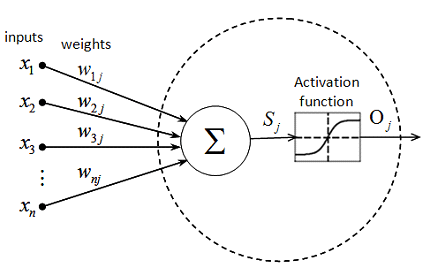 inputs
weights
x₁
w₁ⱼ
x₂
w₂ⱼ
x₃
w₃ⱼ
⋮
wₙⱼ
xₙ
Σ
Sⱼ
Activation
function
Oⱼ